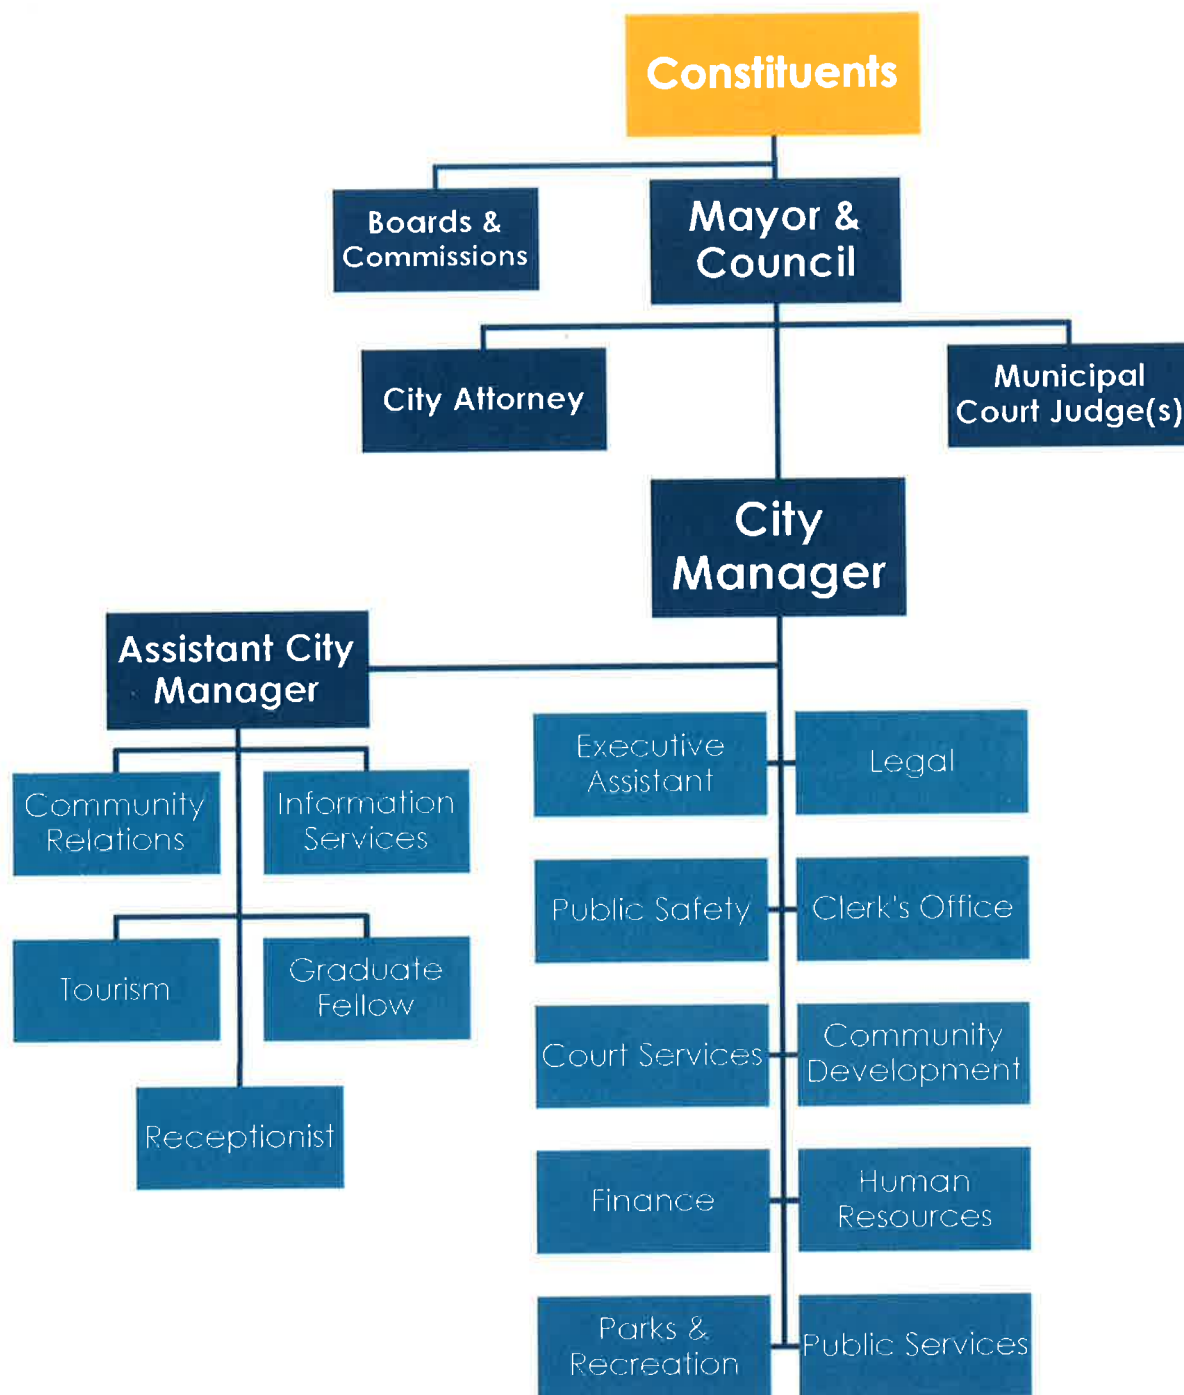 Constituents
Boards &
Commissions
Mayor &
Council
City Attorney
Municipal
Court Judge(s)
City
Manager
Assistant City
Manager
Community
Relations
Information
Services
Tourism
Graduate
Fellow
Receptionist
Executive
Assistant
Legal
Public Safety
Clerk's Office
Court Services
Community
Development
Finance
Human
Resources
Parks &
Recreation
Public Services